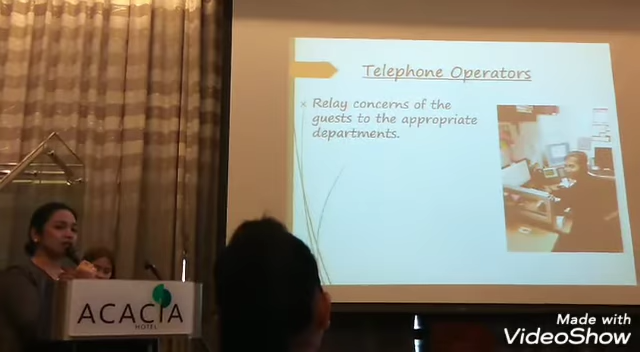 Telephone Operators
× Relay concerns of the
guests to the appropriate
departments.
ACACIA
HOTEL
Made with
VideoShow